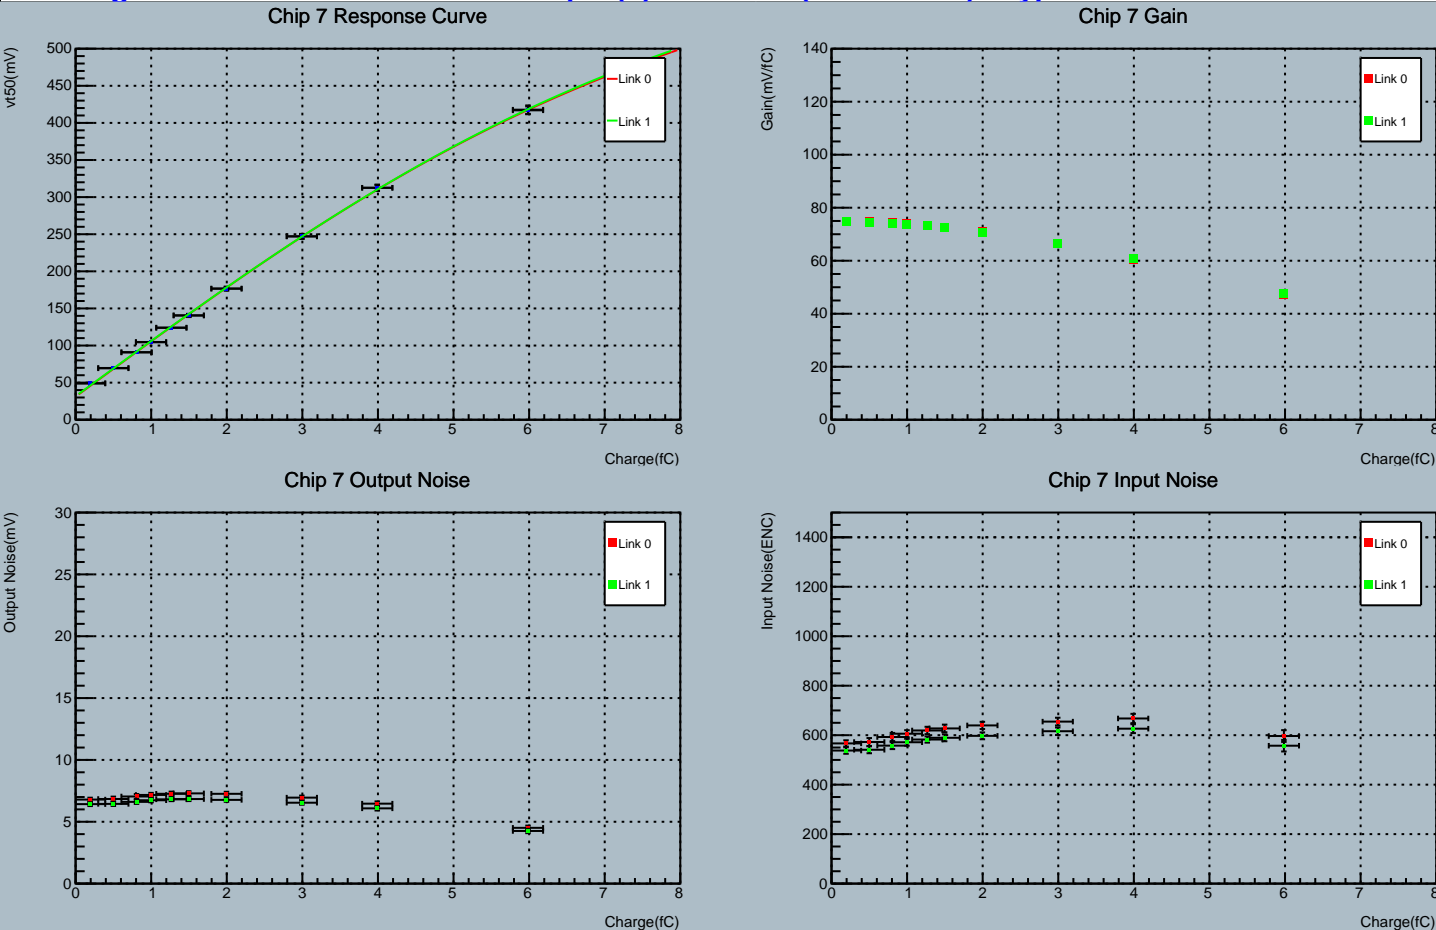 Chip 7 Response Curve
vt50(mV)
500
450
400
350
300
250
200
150
100
50
0
0 1 2 3 4 5 6 7 8
Charge(fC)
Link 0
Link 1
Chip 7 Gain
Gain(mV/fC)
140
120
100
80
60
40
20
0
0 1 2 3 4 5 6 7 8
Charge(fC)
Link 0
Link 1
Chip 7 Output Noise
Output Noise(mV)
30
25
20
15
10
5
0
0 1 2 3 4 5 6 7 8
Charge(fC)
Link 0
Link 1
Chip 7 Input Noise
Input Noise(ENC)
1400
1200
1000
800
600
400
200
0
0 1 2 3 4 5 6 7 8
Charge(fC)
Link 0
Link 1